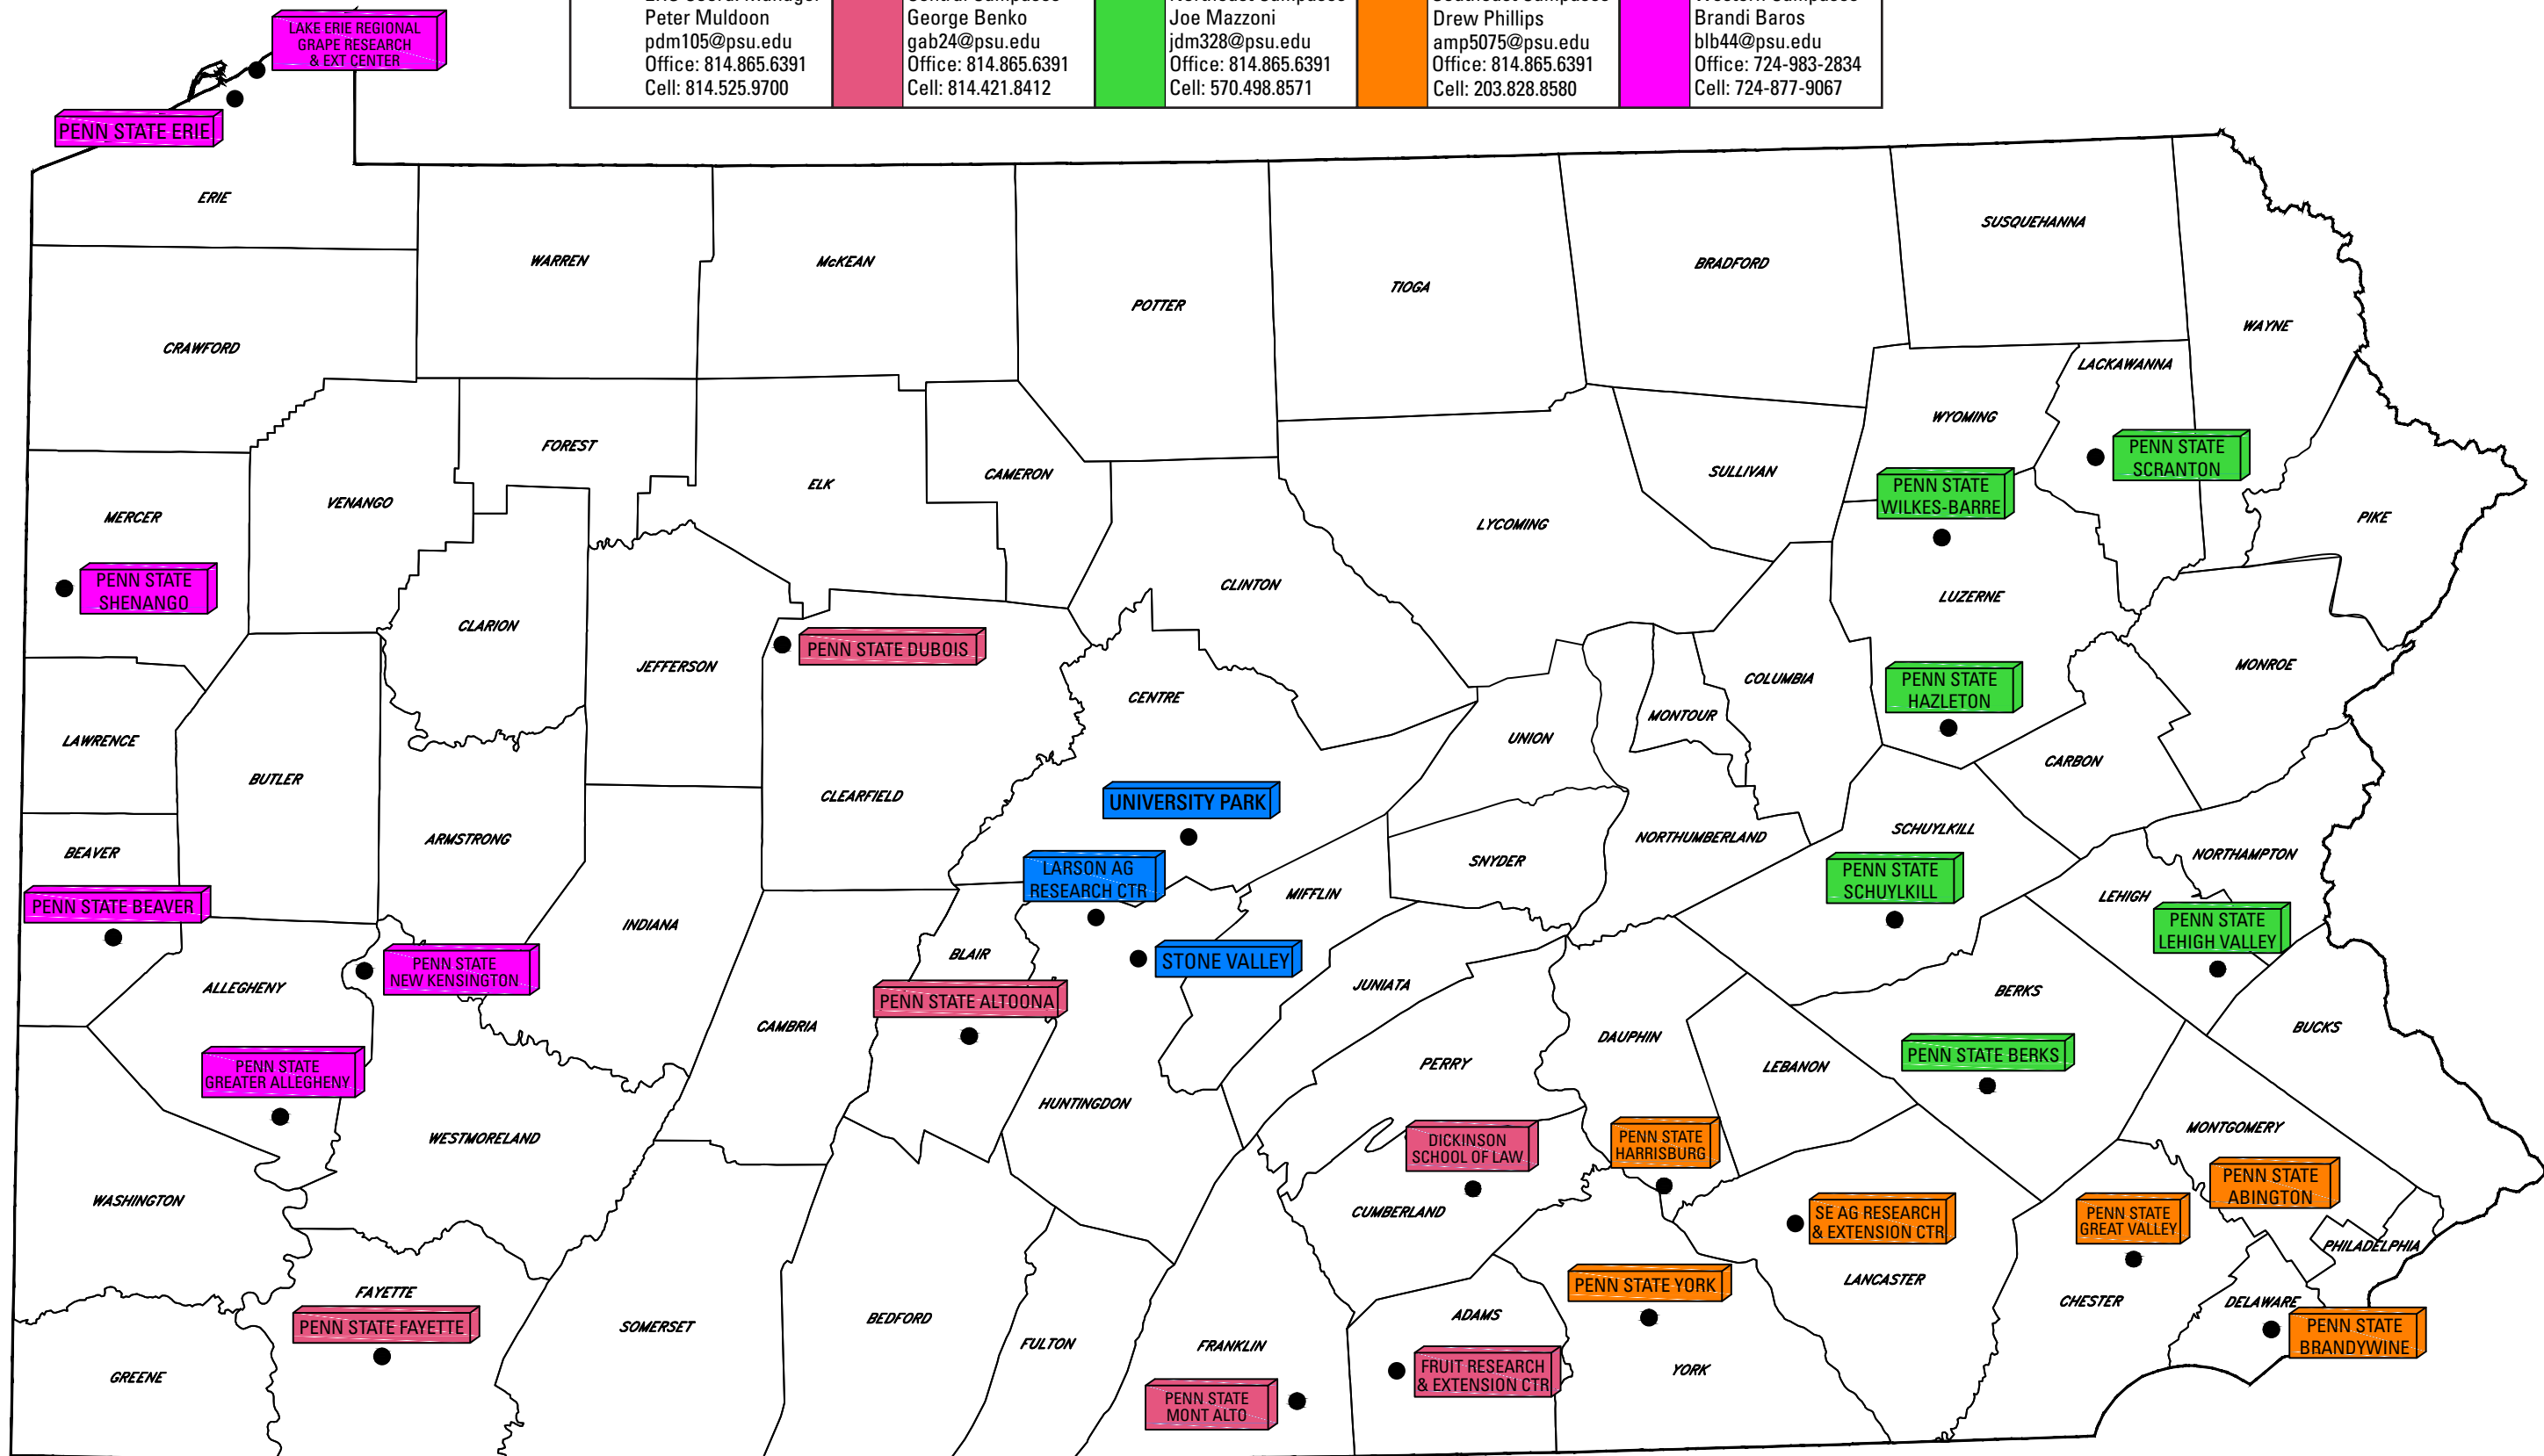 Peter Muldoon
pdm105@psu.edu
Office: 814.865.6391
Cell: 814.525.9700
George Benko
gab24@psu.edu
Office: 814.865.6391
Cell: 814.421.8412
Joe Mazzoni
jdm328@psu.edu
Office: 814.865.6391
Cell: 570.498.8571
Drew Phillips
amp5075@psu.edu
Office: 814.865.6391
Cell: 203.828.8580
Brandi Baros
blb44@psu.edu
Office: 724-983-2834
Cell: 724-877-9067
LAKE ERIE REGIONAL
GRAPE RESEARCH
& EXT CENTER
PENN STATE ERIE
ERIE
WARREN
McKEAN
POTTER
TIOGA
BRADFORD
SUSQUEHANNA
WAYNE
CRAWFORD
LACKAWANNA
WYOMING
FOREST
PENN STATE
SCRANTON
CAMERON
ELK
SULLIVAN
VENANGO
PENN STATE
WILKES-BARRE
MERCER
LYCOMING
PIKE
PENN STATE
SHENANGO
CLINTON
LUZERNE
CLARION
PENN STATE DUBOIS
JEFFERSON
MONROE
CENTRE
COLUMBIA
PENN STATE
HAZLETON
MONTOUR
LAWRENCE
UNION
CARBON
BUTLER
CLEARFIELD
UNIVERSITY PARK
ARMSTRONG
NORTHUMBERLAND
SCHUYLKILL
BEAVER
SNYDER
NORTHAMPTON
LARSON AG
RESEARCH CTR
PENN STATE
SCHUYLKILL
MIFFLIN
LEHIGH
PENN STATE BEAVER
INDIANA
PENN STATE
LEHIGH VALLEY
BLAIR
STONE VALLEY
PENN STATE
NEW KENSINGTON
ALLEGHENY
JUNIATA
BERKS
PENN STATE ALTOONA
CAMBRIA
DAUPHIN
BUCKS
PENN STATE
GREATER ALLEGHENY
PERRY
LEBANON
PENN STATE BERKS
HUNTINGDON
WESTMORELAND
DICKINSON
SCHOOL OF LAW
PENN STATE
HARRISBURG
MONTGOMERY
WASHINGTON
CUMBERLAND
PENN STATE
ABINGTON
SE AG RESEARCH
& EXTENSION CTR
PENN STATE
GREAT VALLEY
PHILADELPHIA
LANCASTER
FAYETTE
PENN STATE YORK
CHESTER
DELAWARE
PENN STATE FAYETTE
SOMERSET
BEDFORD
FULTON
FRANKLIN
ADAMS
PENN STATE
BRANDYWINE
GREENE
FRUIT RESEARCH
& EXTENSION CTR
YORK
PENN STATE
MONT ALTO